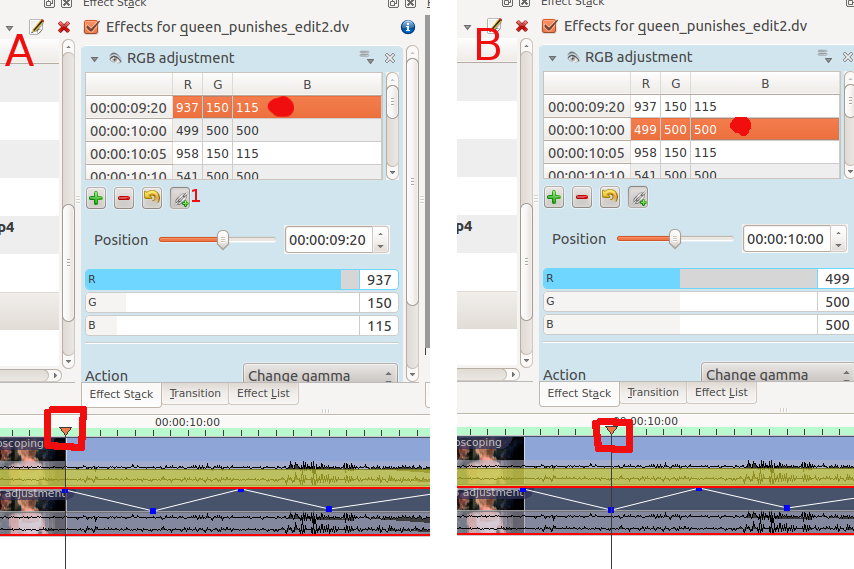 Effect Stack
A
Effects for queen_punishes_edit2.dv
RGB adjustment
R G B
00:00:09:20 937 150 115
00:00:10:00 499 500 500
00:00:10:05 958 150 115
00:00:10:10 541 500 500
1
p4
Position 00:00:09:20
R 937
G 150
B 115
Action Change gamma
Effect Stack Transition Effect List
00:00:10:00
oscoping
adjustment
Effect Stack
B
Effects for queen_punishes_edit2.dv
RGB adjustment
R G B
00:00:09:20 937 150 115
00:00:10:00 499 500 500
00:00:10:05 958 150 115
00:00:10:10 541 500 500
p4
Position 00:00:10:00
R 499
G 500
B 500
Action Change gamma
Effect Stack Transition Effect List
00:00:10:00
oscoping
adjustment